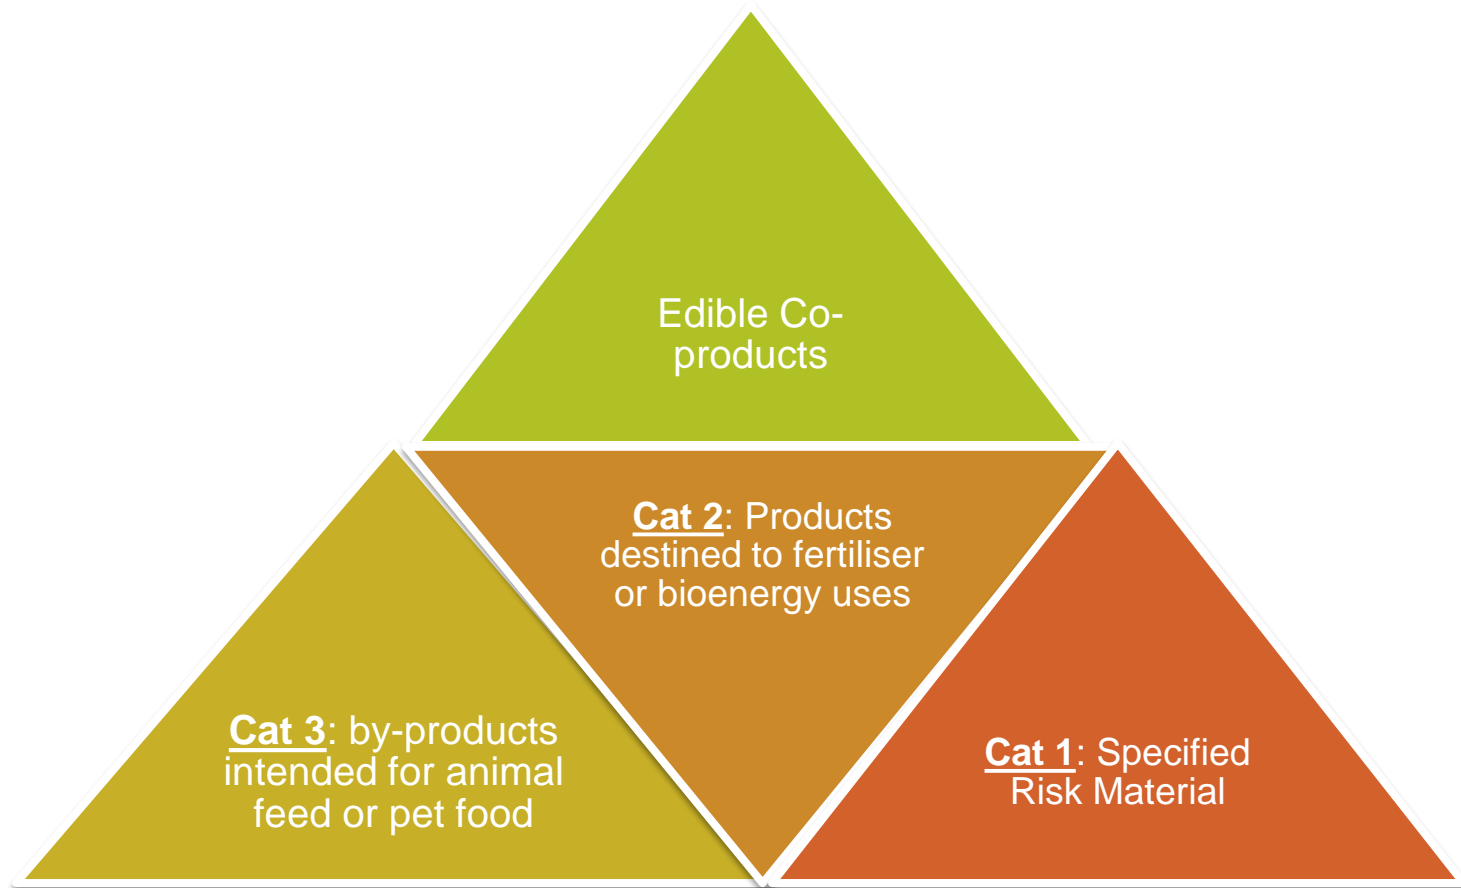 Edible Co-
products
Cat 2: Products
destined to fertiliser
or bioenergy uses
Cat 3: by-products
intended for animal
feed or pet food
Cat 1: Specified
Risk Material